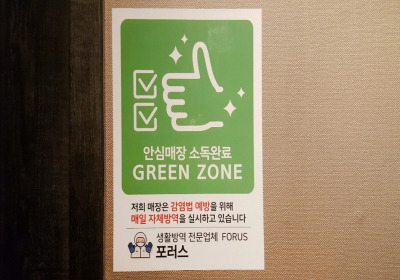 안심매장 소독완료
GREEN ZONE
저희 매장은 감염법 예방을 위해
매일 자체방역을 실시하고 있습니다
생활방역 전문업체 FORUS
포러스